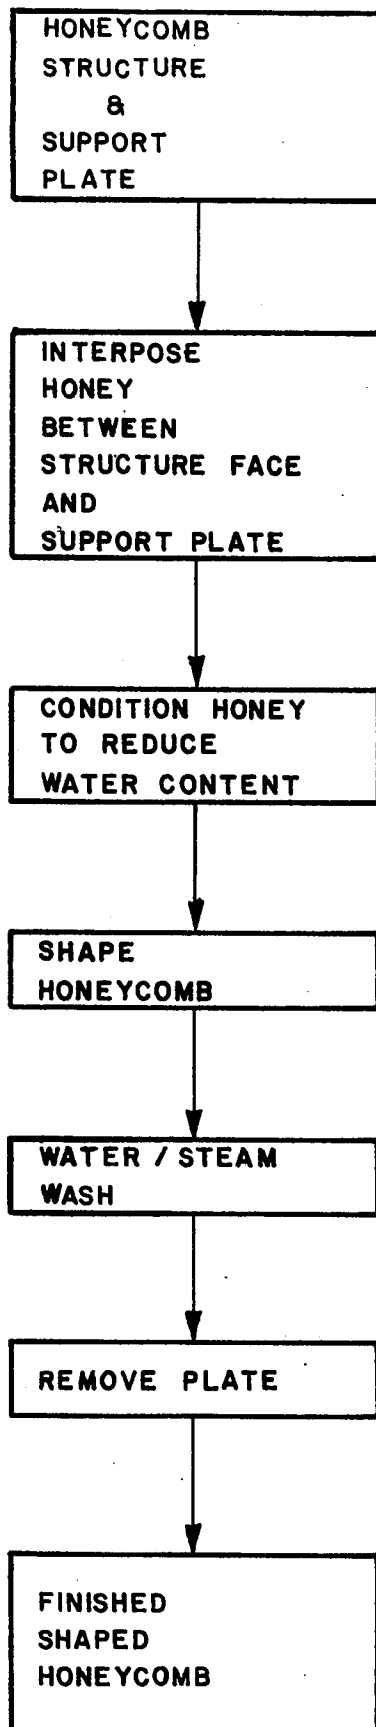 HONEYCOMB
STRUCTURE
&
SUPPORT
PLATE
INTERPOSE
HONEY
BETWEEN
STRUCTURE FACE
AND
SUPPORT PLATE
CONDITION HONEY
TO REDUCE
WATER CONTENT
SHAPE
HONEYCOMB
WATER / STEAM
WASH
REMOVE PLATE
FINISHED
SHAPED
HONEYCOMB